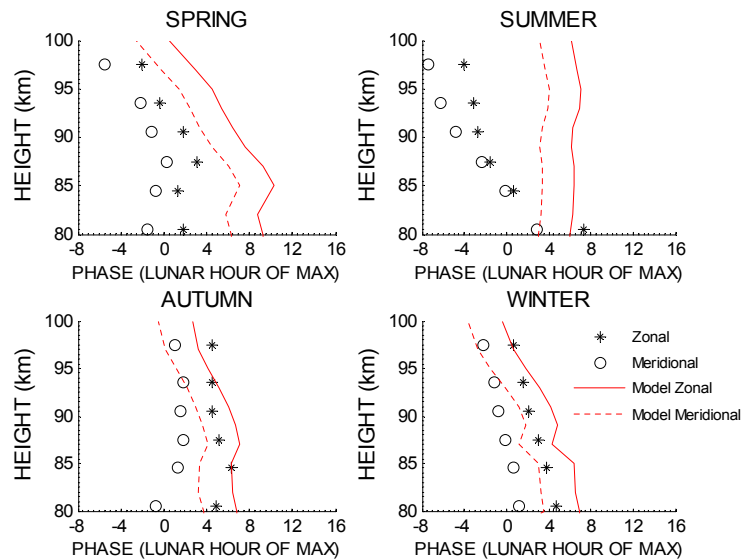 SPRING
SUMMER
100
95
90
85
80
HEIGHT (km)
-8 -4 0 4 8 12 16
PHASE (LUNAR HOUR OF MAX)
100
95
90
85
80
HEIGHT (km)
-8 -4 0 4 8 12 16
PHASE (LUNAR HOUR OF MAX)
AUTUMN
WINTER
100
95
90
85
80
HEIGHT (km)
-8 -4 0 4 8 12 16
PHASE (LUNAR HOUR OF MAX)
100
95
90
85
80
HEIGHT (km)
-8 -4 0 4 8 12 16
PHASE (LUNAR HOUR OF MAX)
Zonal
Meridional
Model Zonal
Model Meridional